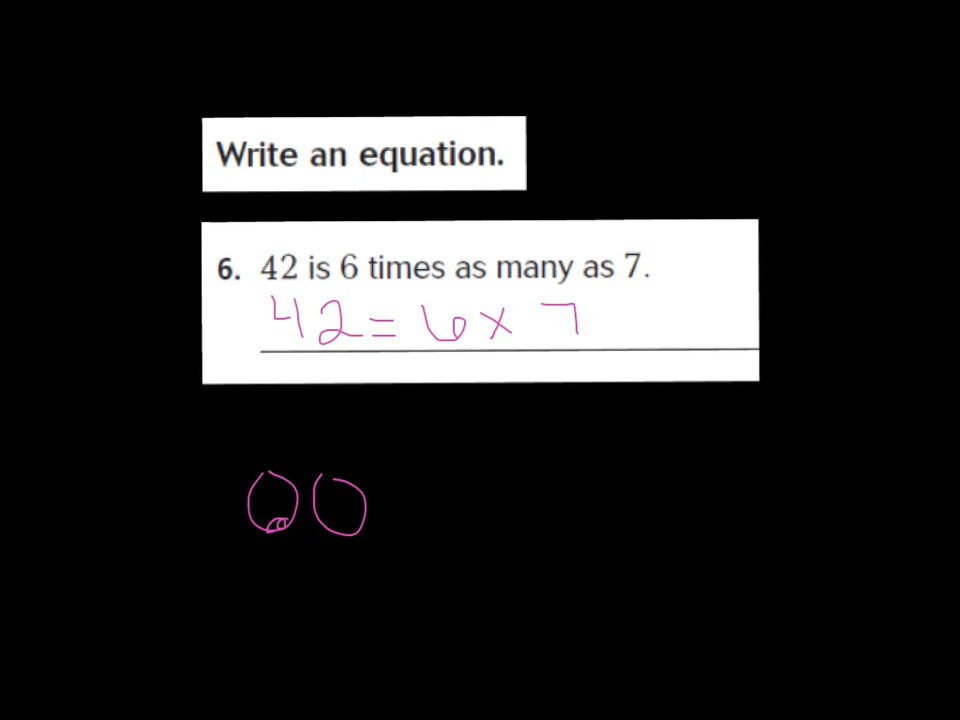 Write an equation.
6. 42 is 6 times as many as 7.
42 = 6 x 7